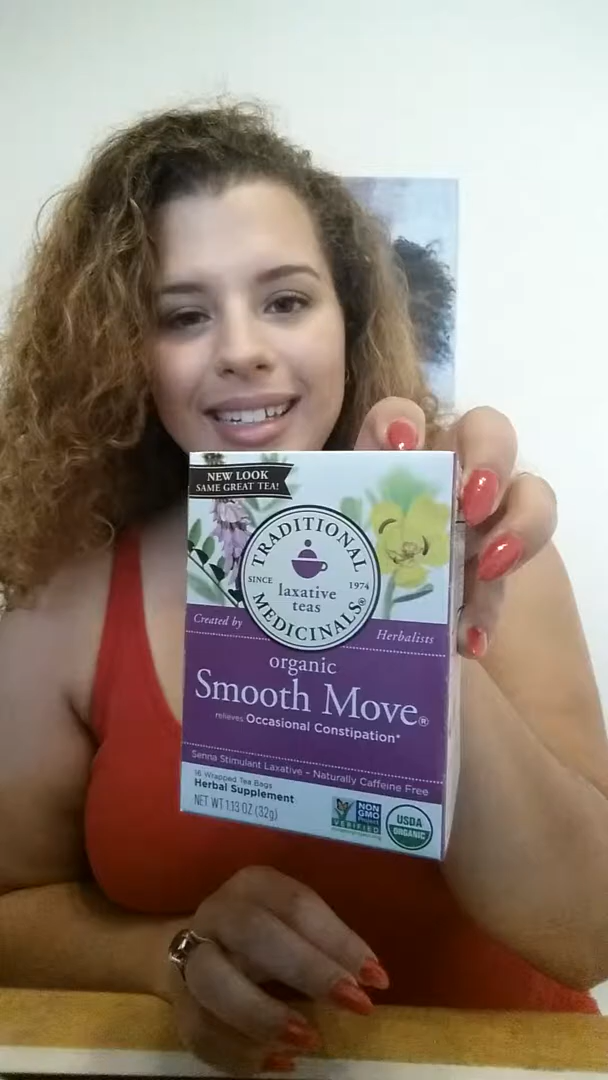 NEW LOOK
SAME GREAT TEA!
TRADITIONAL
SINCE 1974
laxative
teas
MEDICINALS®
Created by Herbalists
organic
Smooth Move®
relieves Occasional Constipation*
Senna Stimulant Laxative – Naturally Caffeine Free
16 Wrapped Tea Bags
Herbal Supplement
NET WT 1.13 OZ (32g)
NON
GMO
Project
VERIFIED
USDA
ORGANIC